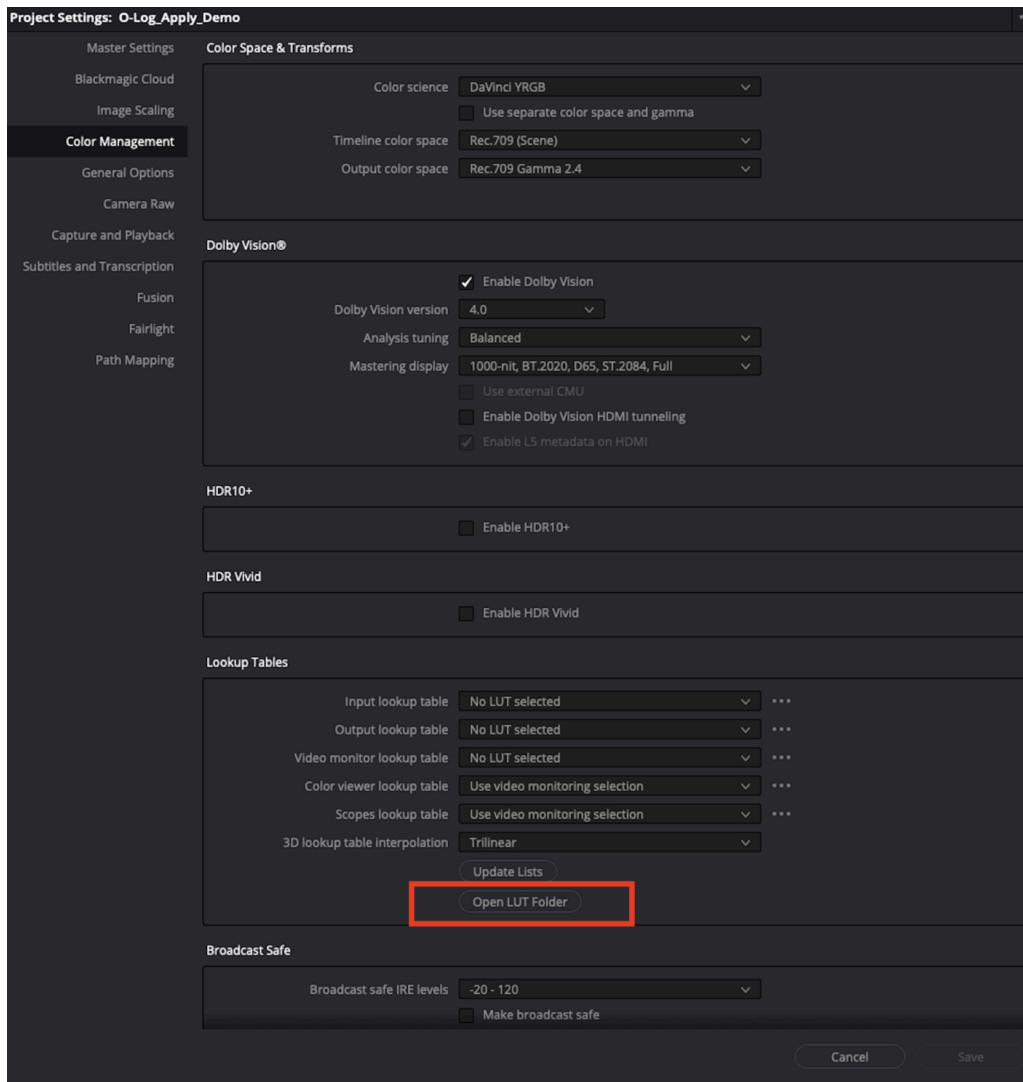 Project Settings: O-Log_Apply_Demo
Master Settings
Blackmagic Cloud
Image Scaling
Color Management
General Options
Camera Raw
Capture and Playback
Subtitles and Transcription
Fusion
Fairlight
Path Mapping
Color Space & Transforms
Color science DaVinci YRGB
Use separate color space and gamma
Timeline color space Rec.709 (Scene)
Output color space Rec.709 Gamma 2.4
Dolby Vision®
Enable Dolby Vision
Dolby Vision version 4.0
Analysis tuning Balanced
Mastering display 1000-nit, BT.2020, D65, ST.2084, Full
Use external CMU
Enable Dolby Vision HDMI tunneling
Enable L5 metadata on HDMI
HDR10+
Enable HDR10+
HDR Vivid
Enable HDR Vivid
Lookup Tables
Input lookup table No LUT selected
Output lookup table No LUT selected
Video monitor lookup table No LUT selected
Color viewer lookup table Use video monitoring selection
Scopes lookup table Use video monitoring selection
3D lookup table interpolation Trilinear
Update Lists
Open LUT Folder
Broadcast Safe
Broadcast safe IRE levels -20 - 120
Make broadcast safe
Cancel Save